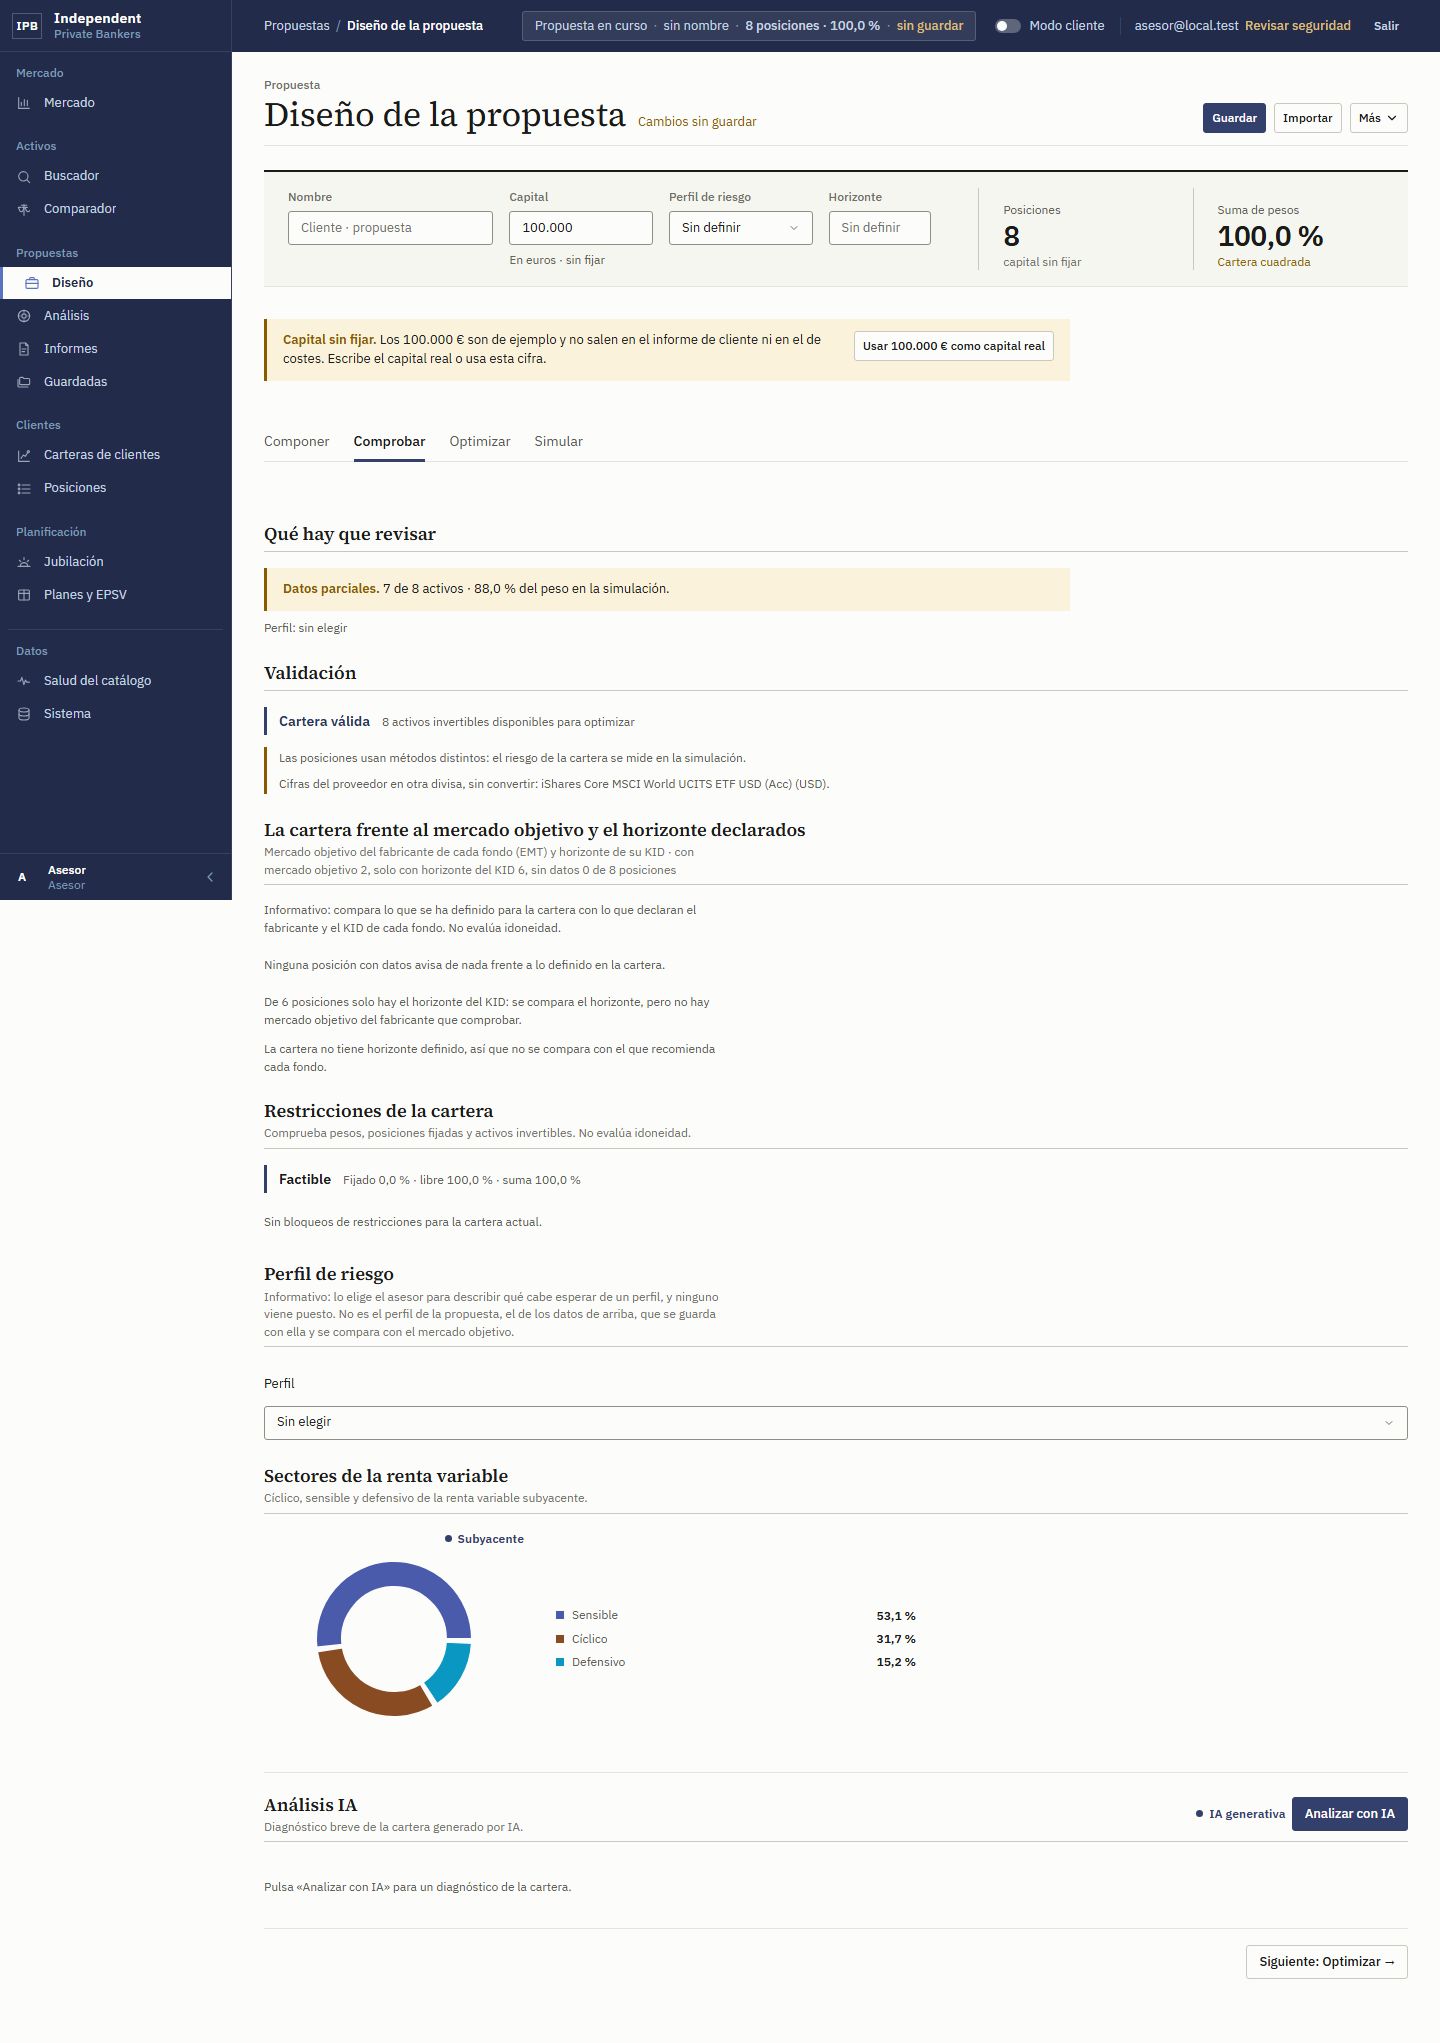 IPB
Independent
Private Bankers
Propuestas / Diseño de la propuesta
Propuesta en curso · sin nombre · 8 posiciones · 100,0 % · sin guardar
Modo cliente
asesor@local.test
Revisar seguridad
Salir
Mercado
Mercado
Activos
Buscador
Comparador
Propuestas
Diseño
Análisis
Informes
Guardadas
Clientes
Carteras de clientes
Posiciones
Planificación
Jubilación
Planes y EPSV
Datos
Salud del catálogo
Sistema
A
Asesor
Asesor
Propuesta
Diseño de la propuesta
Cambios sin guardar
Guardar
Importar
Más
Nombre
Cliente · propuesta
Capital
100.000
En euros · sin fijar
Perfil de riesgo
Sin definir
Horizonte
Sin definir
Posiciones
8
capital sin fijar
Suma de pesos
100,0 %
Cartera cuadrada
Capital sin fijar. Los 100.000 € son de ejemplo y no salen en el informe de cliente ni en el de
costes. Escribe el capital real o usa esta cifra.
Usar 100.000 € como capital real
Componer
Comprobar
Optimizar
Simular
Qué hay que revisar
Datos parciales. 7 de 8 activos · 88,0 % del peso en la simulación.
Perfil: sin elegir
Validación
Cartera válida 8 activos invertibles disponibles para optimizar
Las posiciones usan métodos distintos: el riesgo de la cartera se mide en la simulación.
Cifras del proveedor en otra divisa, sin convertir: iShares Core MSCI World UCITS ETF USD (Acc) (USD).
La cartera frente al mercado objetivo y el horizonte declarados
Mercado objetivo del fabricante de cada fondo (EMT) y horizonte de su KID · con
mercado objetivo 2, solo con horizonte del KID 6, sin datos 0 de 8 posiciones
Informativo: compara lo que se ha definido para la cartera con lo que declaran el
fabricante y el KID de cada fondo. No evalúa idoneidad.
Ninguna posición con datos avisa de nada frente a lo definido en la cartera.
De 6 posiciones solo hay el horizonte del KID: se compara el horizonte, pero no hay
mercado objetivo del fabricante que comprobar.
La cartera no tiene horizonte definido, así que no se compara con el que recomienda
cada fondo.
Restricciones de la cartera
Comprueba pesos, posiciones fijadas y activos invertibles. No evalúa idoneidad.
Factible Fijado 0,0 % · libre 100,0 % · suma 100,0 %
Sin bloqueos de restricciones para la cartera actual.
Perfil de riesgo
Informativo: lo elige el asesor para describir qué cabe esperar de un perfil, y ninguno
viene puesto. No es el perfil de la propuesta, el de los datos de arriba, que se guarda
con ella y se compara con el mercado objetivo.
Perfil
Sin elegir
Sectores de la renta variable
Cíclico, sensible y defensivo de la renta variable subyacente.
Subyacente
Sensible 53,1 %
Cíclico 31,7 %
Defensivo 15,2 %
Análisis IA
Diagnóstico breve de la cartera generado por IA.
IA generativa
Analizar con IA
Pulsa «Analizar con IA» para un diagnóstico de la cartera.
Siguiente: Optimizar →